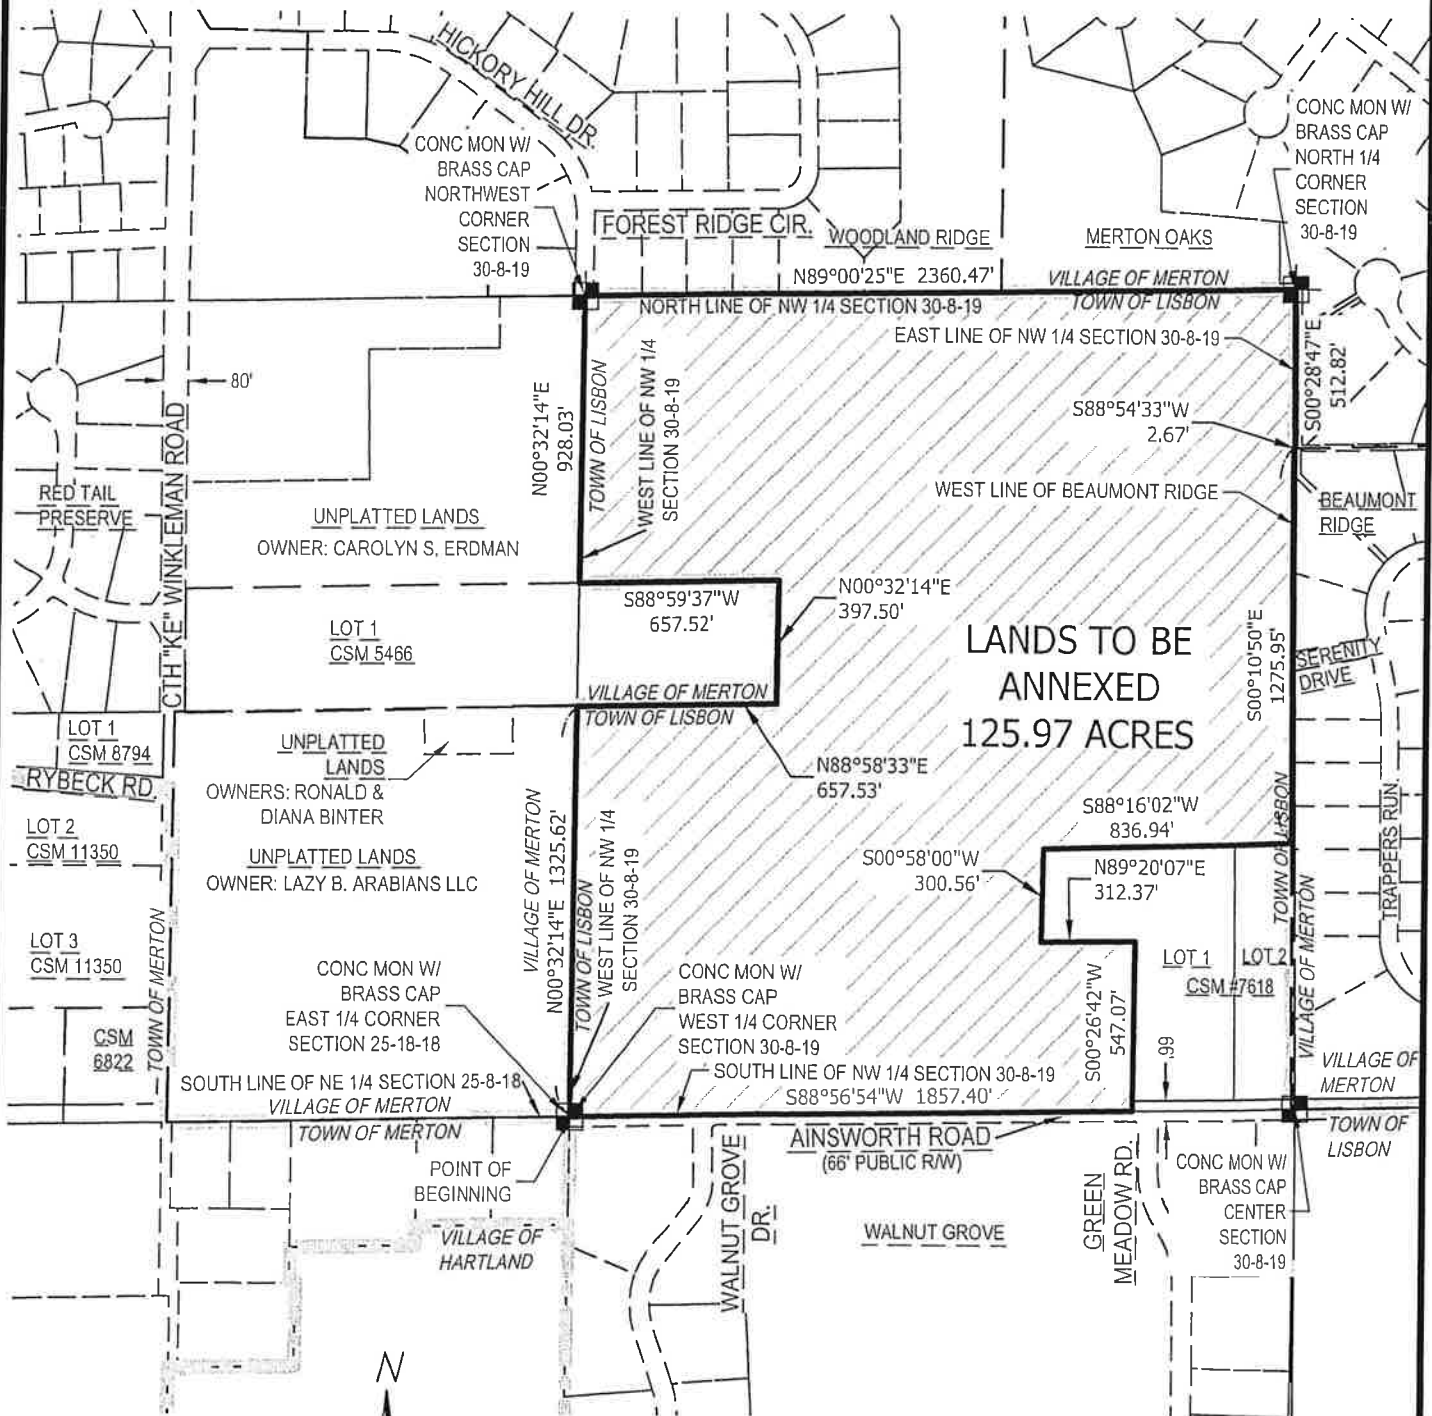 HICKORY HILL DR.
CONC MON W/
BRASS CAP
NORTHWEST
CORNER
SECTION
30-8-19
CONC MON W/
BRASS CAP
NORTH 1/4
CORNER
SECTION
30-8-19
FOREST RIDGE CIR.
WOODLAND RIDGE
MERTON OAKS
N89°00'25"E 2360.47'
VILLAGE OF MERTON
TOWN OF LISBON
NORTH LINE OF NW 1/4 SECTION 30-8-19
EAST LINE OF NW 1/4 SECTION 30-8-19
S00°28'47"E
512.82'
80'
CTH "KE" WINKLEMAN ROAD
N00°32'14"E
928.03'
TOWN OF LISBON
WEST LINE OF NW 1/4
SECTION 30-8-19
S88°54'33"W
2.67'
WEST LINE OF BEAUMONT RIDGE
BEAUMONT
RIDGE
RED TAIL
PRESERVE
UNPLATTED LANDS
OWNER: CAROLYN S. ERDMAN
S88°59'37"W
657.52'
N00°32'14"E
397.50'
LOT 1
CSM 5466
LANDS TO BE
ANNEXED
125.97 ACRES
S00°10'50"E
1275.95'
SERENITY
DRIVE
VILLAGE OF MERTON
TOWN OF LISBON
LOT 1
CSM 8794
RYBECK RD.
UNPLATTED
LANDS
OWNERS: RONALD &
DIANA BINTER
N88°58'33"E
657.53'
S88°16'02"W
836.94'
TOWN OF LISBON
TRAPPERS RUN
LOT 2
CSM 11350
UNPLATTED LANDS
OWNER: LAZY B. ARABIANS LLC
VILLAGE OF MERTON
N00°32'14"E 1325.62'
TOWN OF LISBON
WEST LINE OF NW 1/4
SECTION 30-8-19
S00°58'00"W
300.56'
N89°20'07"E
312.37'
LOT 3
CSM 11350
TOWN OF MERTON
CSM
6822
CONC MON W/
BRASS CAP
EAST 1/4 CORNER
SECTION 25-18-18
CONC MON W/
BRASS CAP
WEST 1/4 CORNER
SECTION 30-8-19
S00°26'42"W
547.07'
LOT 1
LOT 2
CSM #7618
VILLAGE OF MERTON
.99
SOUTH LINE OF NE 1/4 SECTION 25-8-18
VILLAGE OF MERTON
TOWN OF MERTON
SOUTH LINE OF NW 1/4 SECTION 30-8-19
S88°56'54"W 1857.40'
VILLAGE OF
MERTON
TOWN OF
LISBON
AINSWORTH ROAD
(66' PUBLIC R/W)
POINT OF
BEGINNING
WALNUT GROVE
DR.
WALNUT GROVE
GREEN
MEADOW RD.
CONC MON W/
BRASS CAP
CENTER
SECTION
30-8-19
VILLAGE OF
HARTLAND
N